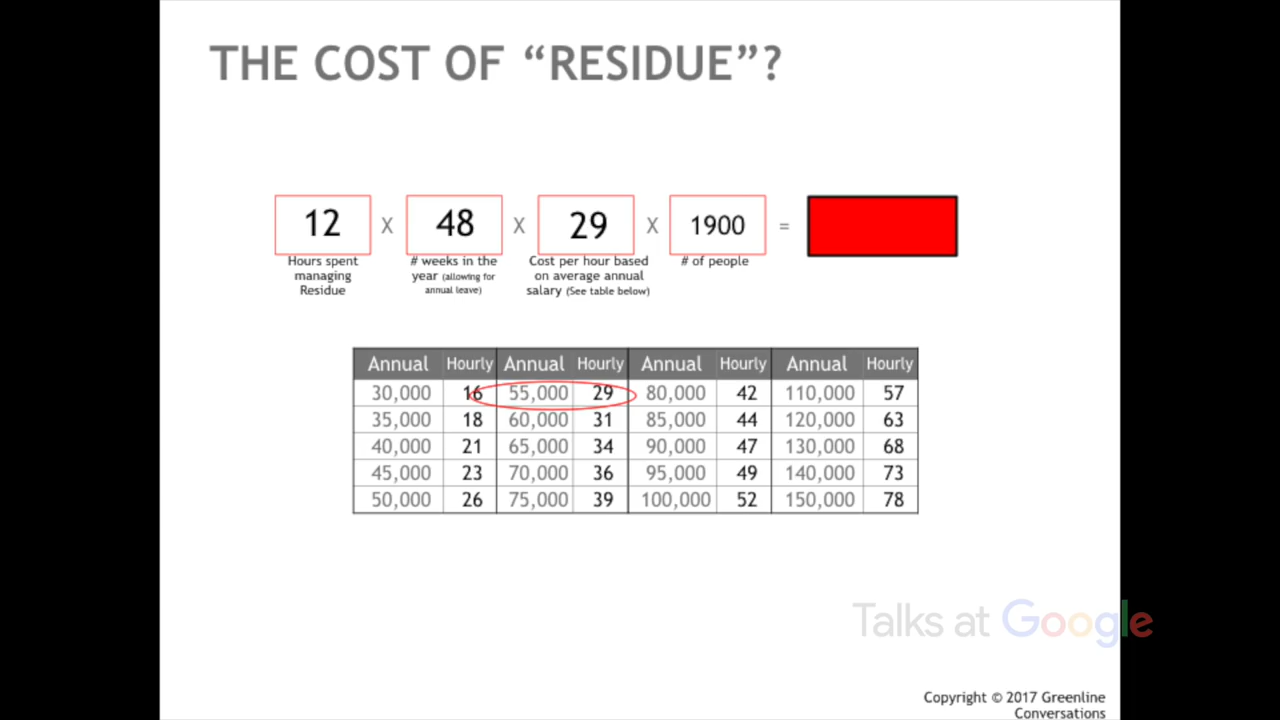 THE COST OF “RESIDUE”?
12 X 48 X 29 X 1900 =
Hours spent
managing
Residue
# weeks in the
year (allowing for
annual leave)
Cost per hour based
on average annual
salary (See table below)
# of people
Annual Hourly Annual Hourly Annual Hourly Annual Hourly
30,000 16 55,000 29 80,000 42 110,000 57
35,000 18 60,000 31 85,000 44 120,000 63
40,000 21 65,000 34 90,000 47 130,000 68
45,000 23 70,000 36 95,000 49 140,000 73
50,000 26 75,000 39 100,000 52 150,000 78
Talks at Google
Copyright © 2017 Greenline
Conversations